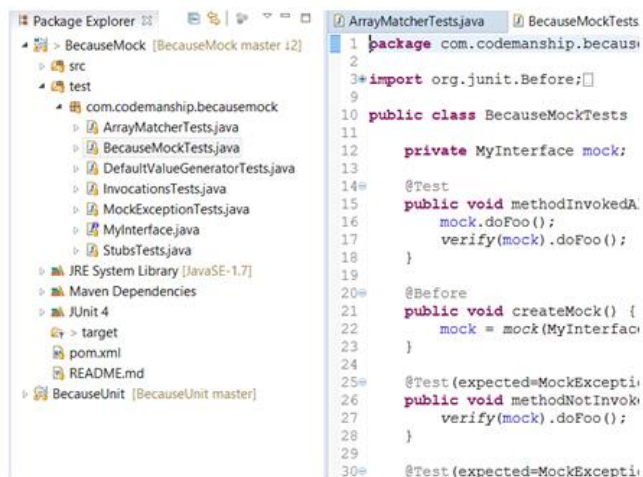 Package Explorer
> BecauseMock [BecauseMock master ↓2]
src
test
com.codemanship.becausemock
ArrayMatcherTests.java
BecauseMockTests.java
DefaultValueGeneratorTests.java
InvocationsTests.java
MockExceptionTests.java
MyInterface.java
StubsTests.java
JRE System Library [JavaSE-1.7]
Maven Dependencies
JUnit 4
> target
pom.xml
README.md
BecauseUnit [BecauseUnit master]
ArrayMatcherTests.java BecauseMockTests
1 package com.codemanship.becaus
2
3 import org.junit.Before;
9
10 public class BecauseMockTests
11
12 private MyInterface mock;
13
14 @Test
15 public void methodInvokedA
16 mock.doFoo();
17 verify(mock).doFoo();
18 }
19
20 @Before
21 public void createMock() {
22 mock = mock(MyInterfac
23 }
24
25 @Test(expected=MockExcepti
26 public void methodNotInvok
27 verify(mock).doFoo();
28 }
29
30 @Test(expected=MockExcepti